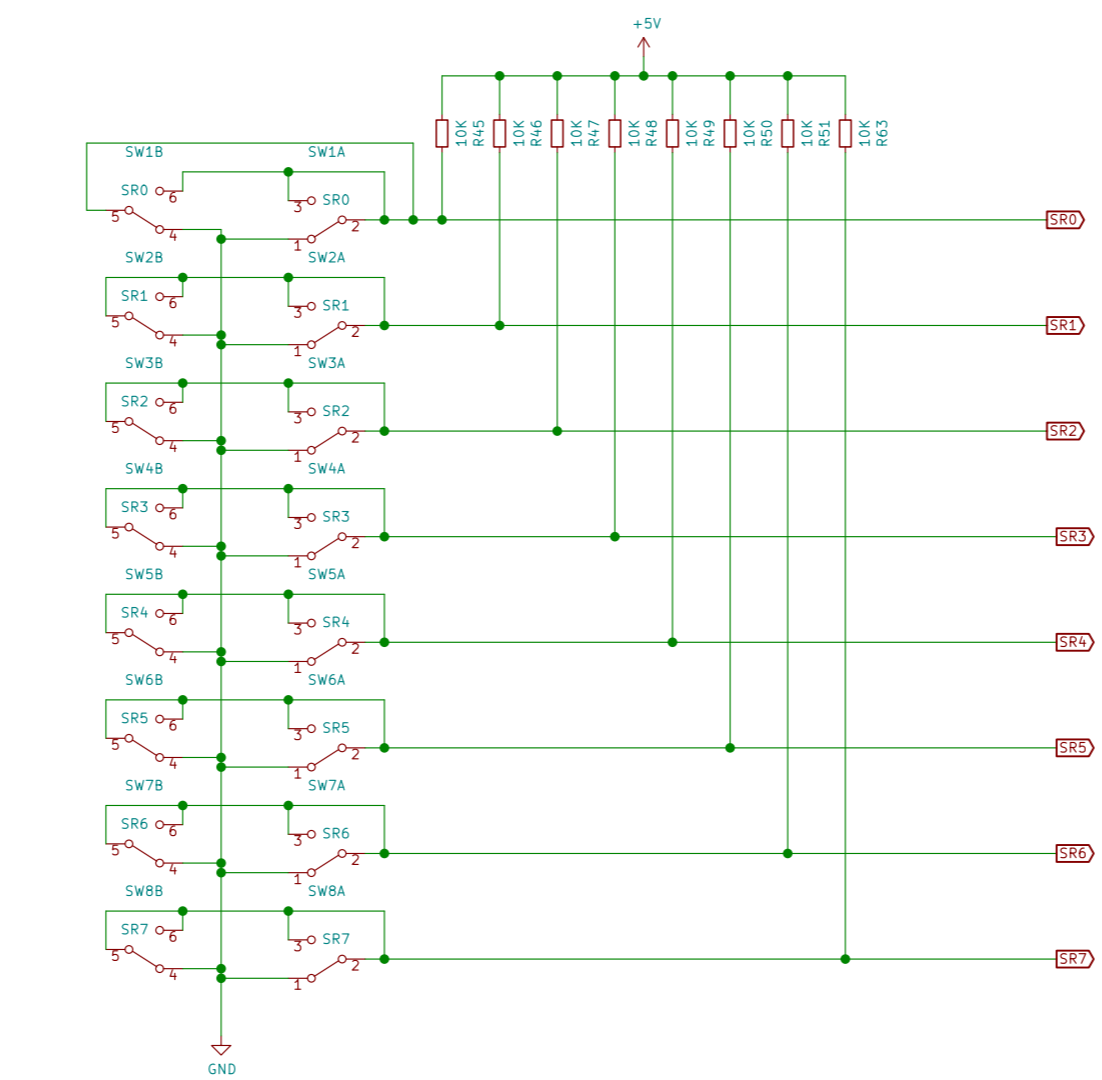 +5V
10K R45
10K R46
10K R47
10K R48
10K R49
10K R50
10K R51
10K R63
SW1B SW1A
SR0 6 3 SR0
5 4 1 2 SR0
SW2B SW2A
SR1 6 3 SR1
5 4 1 2 SR1
SW3B SW3A
SR2 6 3 SR2
5 4 1 2 SR2
SW4B SW4A
SR3 6 3 SR3
5 4 1 2 SR3
SW5B SW5A
SR4 6 3 SR4
5 4 1 2 SR4
SW6B SW6A
SR5 6 3 SR5
5 4 1 2 SR5
SW7B SW7A
SR6 6 3 SR6
5 4 1 2 SR6
SW8B SW8A
SR7 6 3 SR7
5 4 1 2 SR7
GND